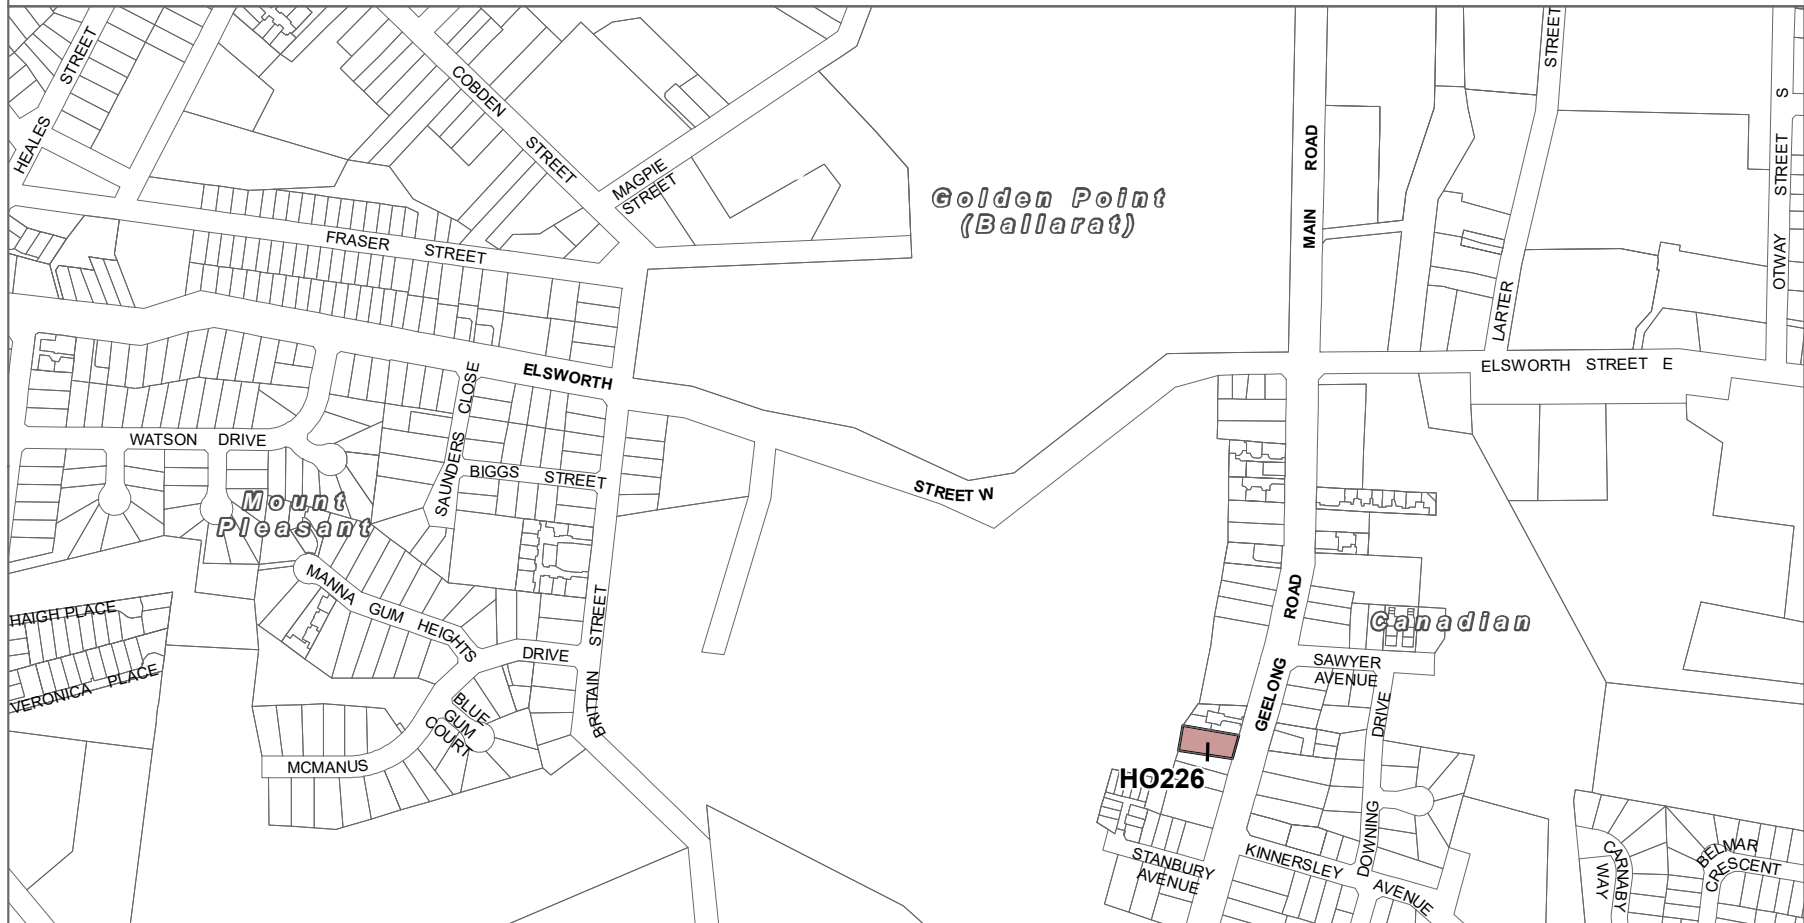 HEALES STREET
COBDEN STREET
MAGPIE
STREET
FRASER STREET
Golden Point
(Ballarat)
MAIN ROAD
STREET
LARTER
OTWAY STREET S
ELSWORTH
ELSWORTH STREET E
SAUNDERS CLOSE
WATSON DRIVE
BIGGS STREET
STREET W
Mount
Pleasant
MANNA GUM HEIGHTS
HAIGH PLACE
VERONICA PLACE
DRIVE
BRITTAIN STREET
BLUE
GUM
COURT
MCMANUS
GEELONG ROAD
Canadian
SAWYER
AVENUE
DRIVE
DOWNING
HO226
STANBURY
AVENUE
KINNERSLEY AVENUE
CARNABY
WAY
BELMAR
CRESCENT